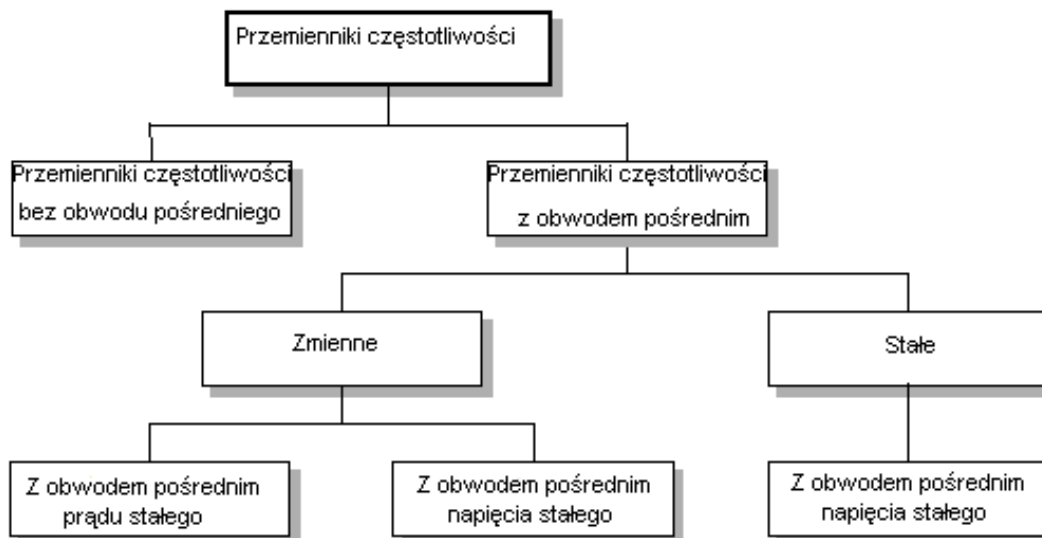 Przemienniki częstotliwości
Przemienniki częstotliwości
bez obwodu pośredniego
Przemienniki częstotliwości
z obwodem pośrednim
Zmienne
Stałe
Z obwodem pośrednim
prądu stałego
Z obwodem pośrednim
napięcia stałego
Z obwodem pośrednim
napięcia stałego